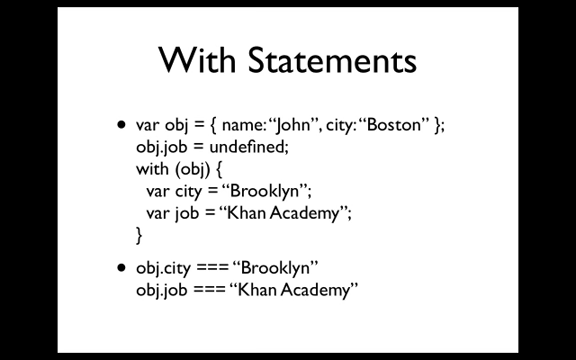 With Statements
• var obj = { name:“John”, city:“Boston” };
obj.job = undefined;
with (obj) {
var city = “Brooklyn”;
var job = “Khan Academy”;
}
• obj.city === “Brooklyn”
obj.job === “Khan Academy”